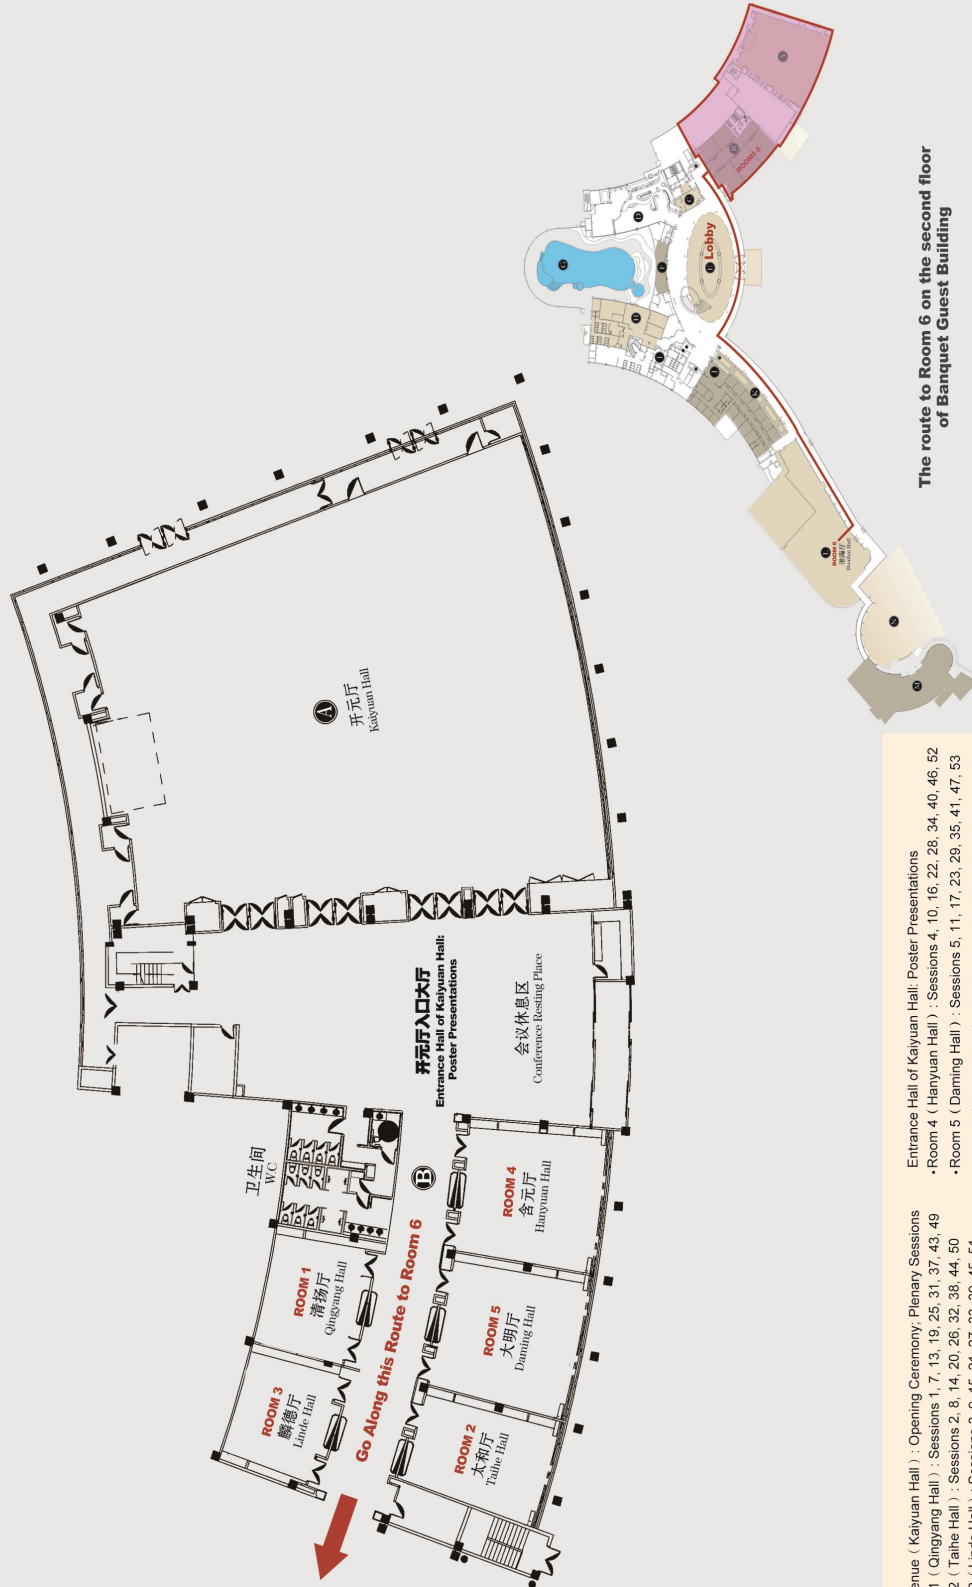 开元厅
Kaiyuan Hall
A
开元厅入口大厅
Entrance Hall of Kaiyuan Hall:
Poster Presentations
会议休息区
Conference Resting Place
卫生间
WC
B
ROOM 1
清扬厅
Qingyang Hall
ROOM 3
麟德厅
Linde Hall
Go Along this Route to Room 6
ROOM 4
含元厅
Hanyuan Hall
ROOM 5
大明厅
Daming Hall
ROOM 2
太和厅
Taihe Hall
ROOM1-5
Lobby
ROOM 6
The route to Room 6 on the second floor
of Banquet Guest Building
enue ( Kaiyuan Hall ) : Opening Ceremony; Plenary Sessions
1 ( Qingyang Hall ) : Sessions 1, 7, 13, 19, 25, 31, 37, 43, 49
2 ( Taihe Hall ) : Sessions 2, 8, 14, 20, 26, 32, 38, 44, 50
Entrance Hall of Kaiyuan Hall: Poster Presentations
• Room 4 ( Hanyuan Hall ) : Sessions 4, 10, 16, 22, 28, 34, 40, 46, 52
• Room 5 ( Daming Hall ) : Sessions 5, 11, 17, 23, 29, 35, 41, 47, 53